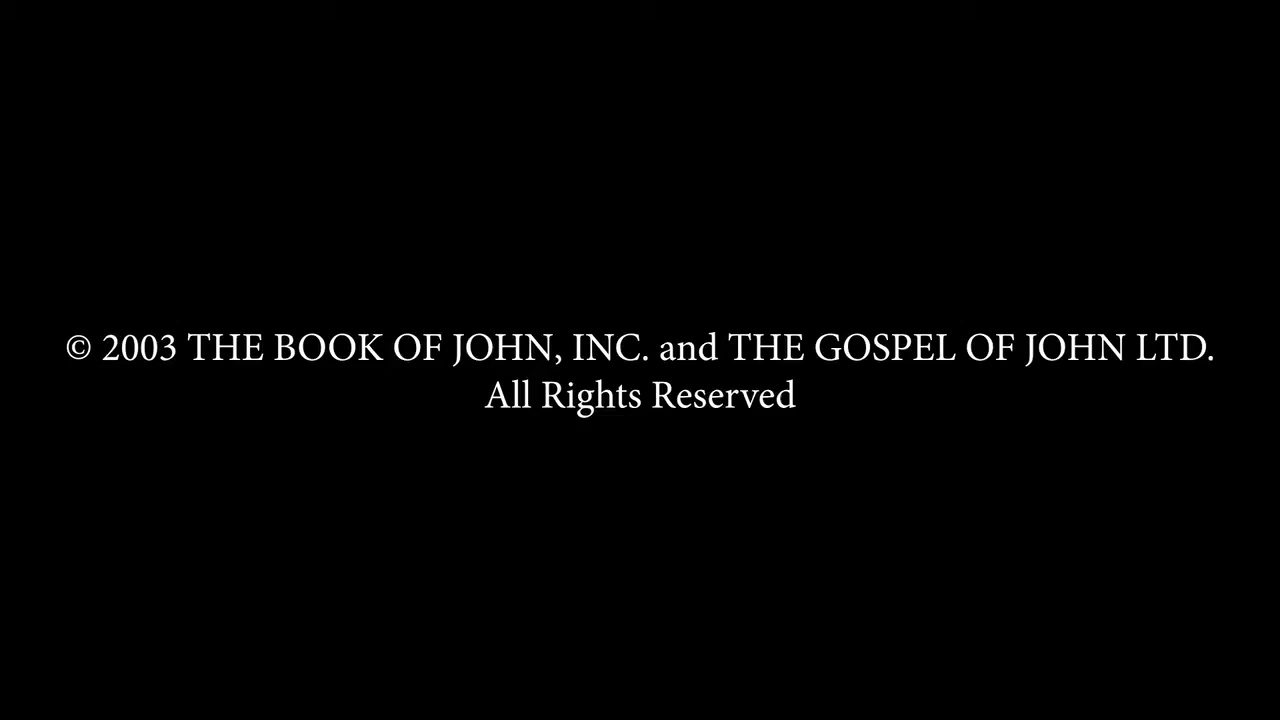 © 2003 THE BOOK OF JOHN, INC. and THE GOSPEL OF JOHN LTD.
All Rights Reserved